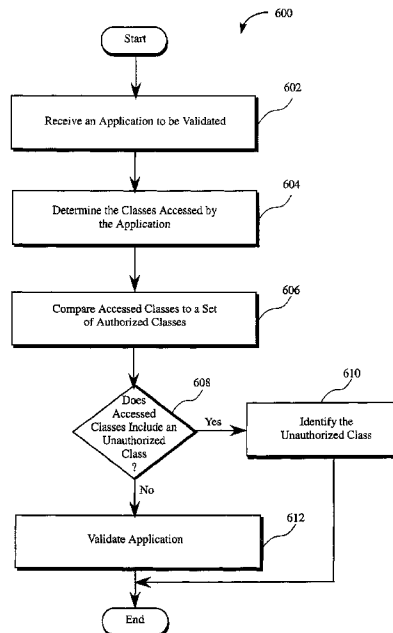 600
Start
602
Receive an Application to be Validated
604
Determine the Classes Accessed by
the Application
606
Compare Accessed Classes to a Set
of Authorized Classes
608
Does
Accessed
Classes Include an
Unauthorized
Class
?
Yes
610
Identify the
Unauthorized Class
No
612
Validate Application
End